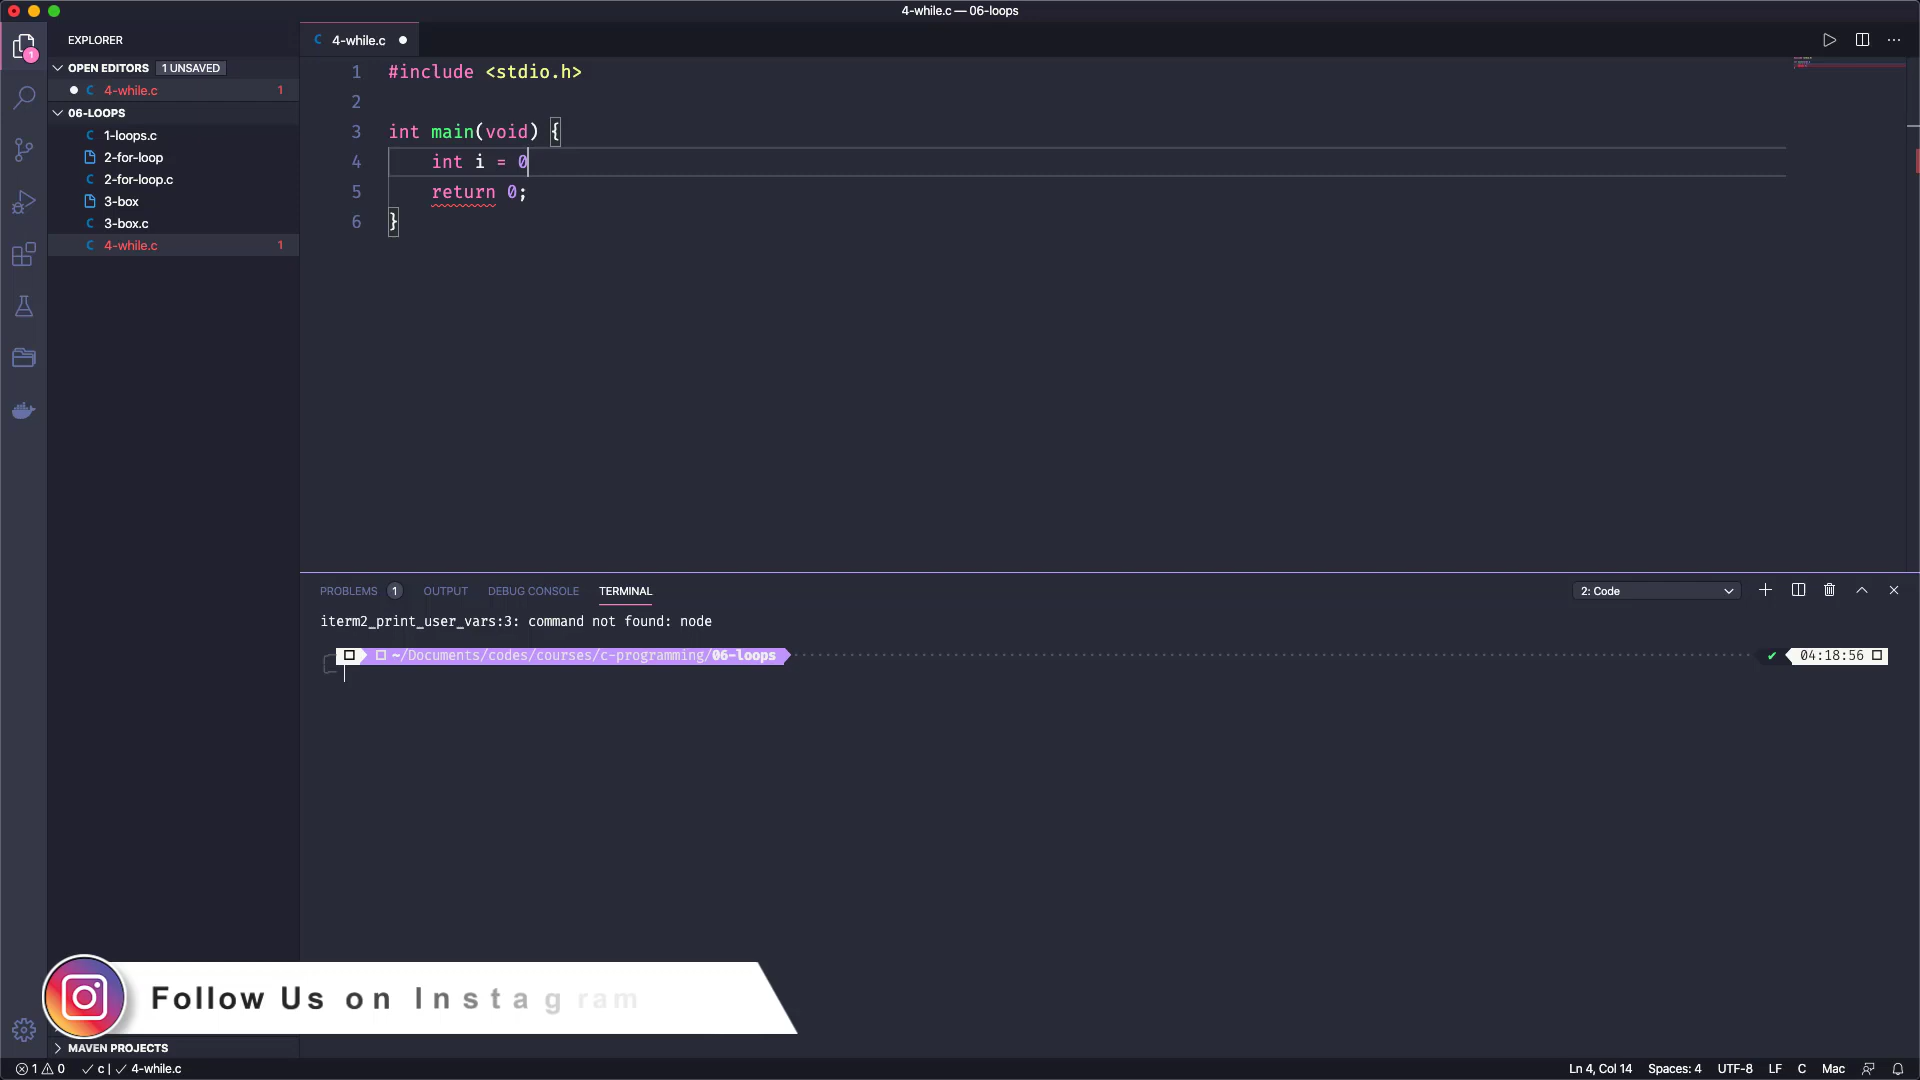 4-while.c — 06-loops
EXPLORER
OPEN EDITORS 1 UNSAVED
4-while.c 1
06-LOOPS
1-loops.c
2-for-loop
2-for-loop.c
3-box
3-box.c
4-while.c 1
1
4-while.c
1 #include <stdio.h>
2
3 int main(void) {
4 int i = 0
5 return 0;
6 }
PROBLEMS 1 OUTPUT DEBUG CONSOLE TERMINAL
2: Code
iterm2_print_user_vars:3: command not found: node
~/Documents/codes/courses/c-programming/06-loops
✔ 04:18:56
Follow Us on Instagram
MAVEN PROJECTS
1 0 ✓ c | ✓ 4-while.c
Ln 4, Col 14 Spaces: 4 UTF-8 LF C Mac